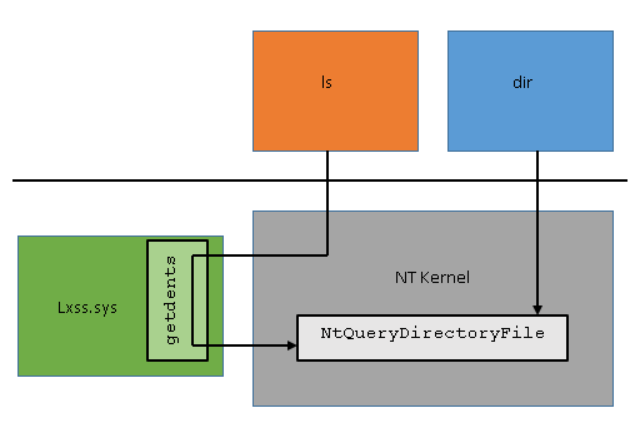 ls
dir
Lxss.sys
getdents
NT Kernel
NtQueryDirectoryFile